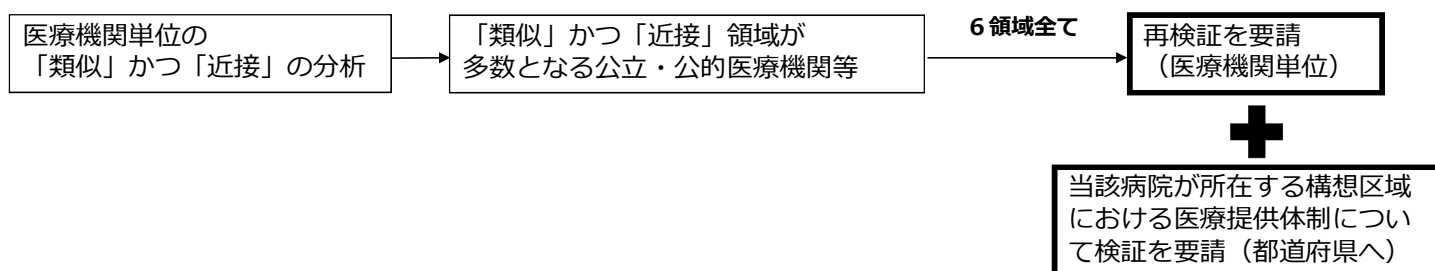 医療機関単位の
「類似」かつ「近接」の分析
「類似」かつ「近接」領域が
多数となる公立・公的医療機関等
６領域全て
再検証を要請
（医療機関単位）
当該病院が所在する構想区域
における医療提供体制につい
て検証を要請（都道府県へ）